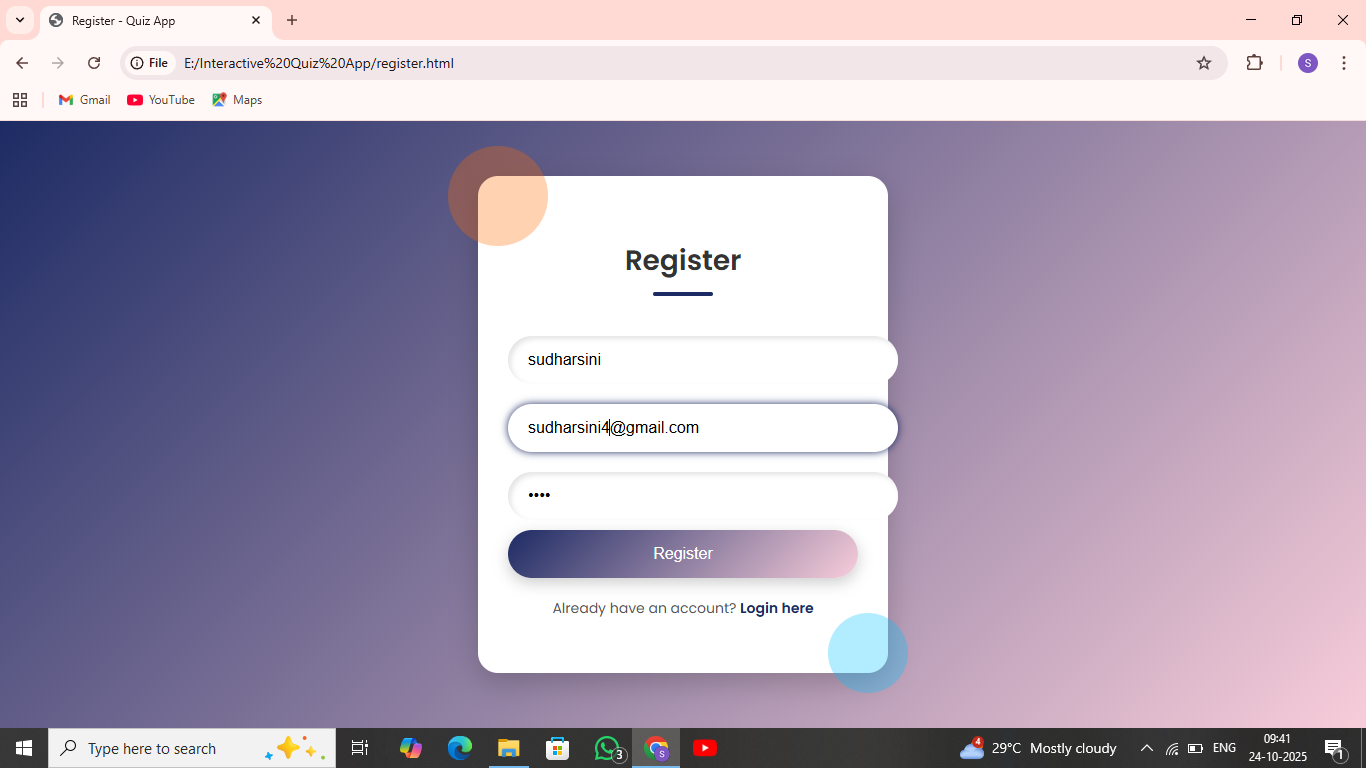 Register - Quiz App
File E:/Interactive%20Quiz%20App/register.html
S
Gmail YouTube Maps
Register
sudharsini
sudharsini4@gmail.com
••••
Register
Already have an account? Login here
Type here to search
S
3
4
29°C Mostly cloudy
ENG
09:41
24-10-2025
1